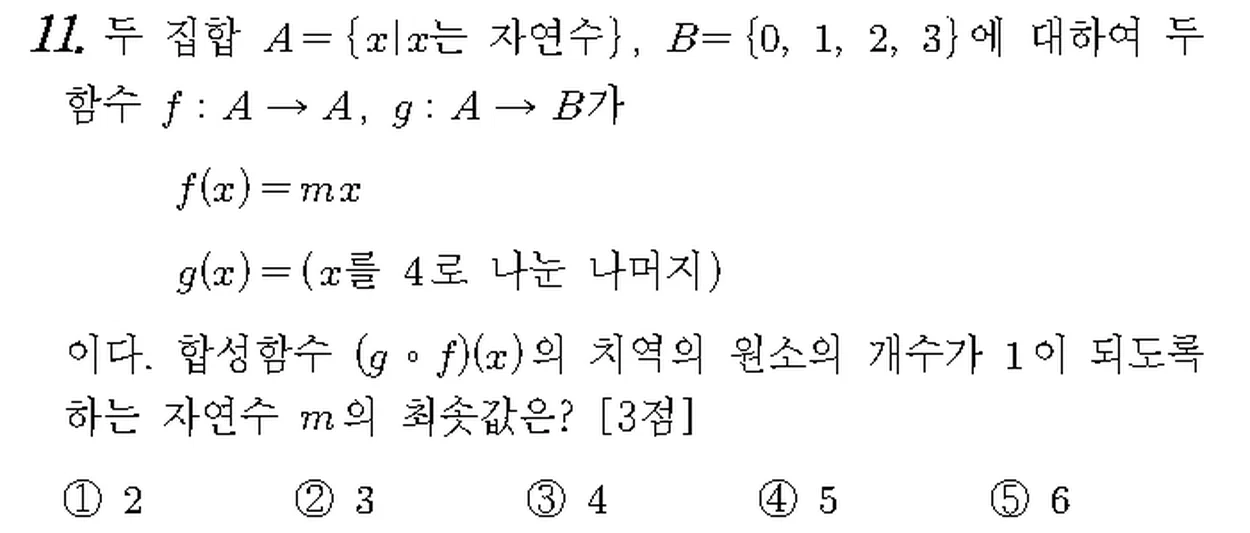 11. 두 집합 A={x|x는 자연수}, B={0, 1, 2, 3}에 대하여 두
함수 f : A → A, g : A → B가
f(x)=mx
g(x)=(x를 4로 나눈 나머지)
이다. 합성함수 (g∘f)(x)의 치역의 원소의 개수가 1이 되도록
하는 자연수 m의 최솟값은? [3점]
① 2 ② 3 ③ 4 ④ 5 ⑤ 6